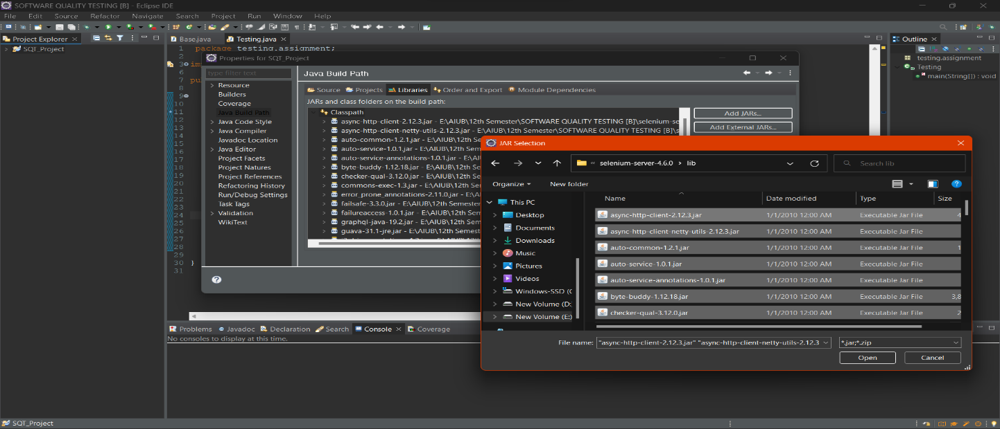 SOFTWARE QUALITY TESTING [B] - Eclipse IDE
File Edit Source Refactor Navigate Search Project Run Window Help
Project Explorer
SQT_Project
Base.java
Testing.java
1 package testing.assignment;
2
3
6
7
8
9
10
11
12
13
14
15
16
17
18
19
20
21
22
23
24
25
26
27
28
29
30 }
31
Properties for SQT_Project
type filter text
Resource
Builders
Coverage
Java Build Path
Java Code Style
Java Compiler
Javadoc Location
Java Editor
Project Facets
Project Natures
Project References
Refactoring History
Run/Debug Settings
Task Tags
Validation
WikiText
Java Build Path
Source Projects Libraries Order and Export Module Dependencies
JARs and class folders on the build path:
Classpath
async-http-client-2.12.3.jar - E:\AIUB\12th Semester\SOFTWARE QUALITY TESTING [B]\selenium-se
async-http-client-netty-utils-2.12.3.jar - E:\AIUB\12th Semester\SOFTWARE QUALITY TESTING [B]\s
auto-common-1.2.1.jar - E:\AIUB\12th Sem
auto-service-1.0.1.jar - E:\AIUB\12th Semest
auto-service-annotations-1.0.1.jar - E:\AIUB
byte-buddy-1.12.18.jar - E:\AIUB\12th Seme
checker-qual-3.12.0.jar - E:\AIUB\12th Seme
commons-exec-1.3.jar - E:\AIUB\12th Seme
error_prone_annotations-2.11.0.jar - E:\AIU
failsafe-3.3.0.jar - E:\AIUB\12th Semester
failureaccess-1.0.1.jar - E:\AIUB\12th Seme
graphql-java-19.2.jar - E:\AIUB\12th Sem
guava-31.1-jre.jar - E:\AIUB\12th Semest
Add JARs...
Add External JARs...
JAR Selection
selenium-server-4.6.0 › lib
Search lib
Organize
New folder
This PC
Desktop
Documents
Downloads
Music
Pictures
Videos
Windows-SSD (C
New Volume (D:
New Volume (E:)
Name Date modified Type Size
async-http-client-2.12.3.jar 1/1/2010 12:00 AM Executable Jar File 4
async-http-client-netty-utils-2.12.3.jar 1/1/2010 12:00 AM Executable Jar File
auto-common-1.2.1.jar 1/1/2010 12:00 AM Executable Jar File 1
auto-service-1.0.1.jar 1/1/2010 12:00 AM Executable Jar File
auto-service-annotations-1.0.1.jar 1/1/2010 12:00 AM Executable Jar File
byte-buddy-1.12.18.jar 1/1/2010 12:00 AM Executable Jar File 3,8
checker-qual-3.12.0.jar 1/1/2010 12:00 AM Executable Jar File 2
File name: "async-http-client-2.12.3.jar" "async-http-client-netty-utils-2.12.3
*.jar;*.zip
Open
Cancel
Outline
testing.assignment
Testing
main(String[]) : void
Problems Javadoc Declaration Search Console Coverage
No consoles to display at this time.
SQT_Project